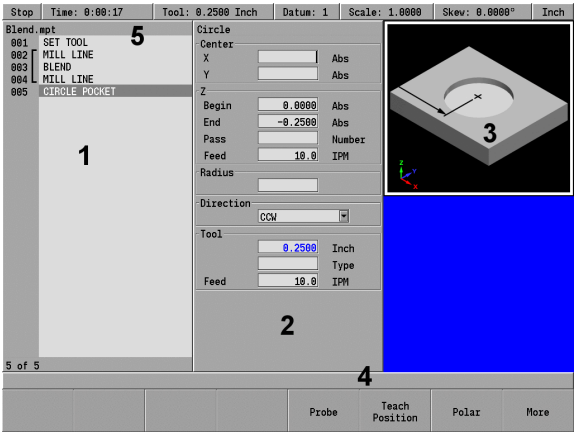 Stop Time: 0:00:17 Tool: 0.2500 Inch Datum: 1 Scale: 1.0000 Skew: 0.0000° Inch
Blend.mpt
5
001 SET TOOL
002 MILL LINE
003 BLEND
004 MILL LINE
005 CIRCLE POCKET
1
5 of 5
Circle
Center
X Abs
Y Abs
Z
Begin 0.0000 Abs
End -0.2500 Abs
Pass Number
Feed 10.0 IPM
Radius
Direction
CCW
Tool
0.2500 Inch
Type
Feed 10.0 IPM
2
3
Z
Y
X
4
Probe Teach Position Polar More